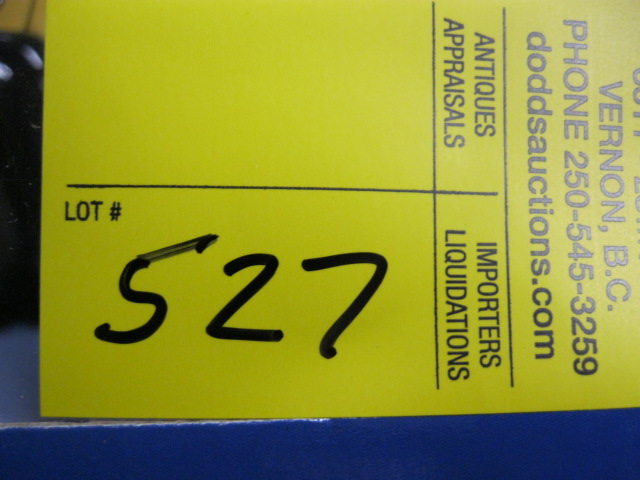 LOT #
527
ANTIQUES
APPRAISALS
IMPORTERS
LIQUIDATIONS
VERNON, B.C.
PHONE 250-545-3259
doddsauctions.com